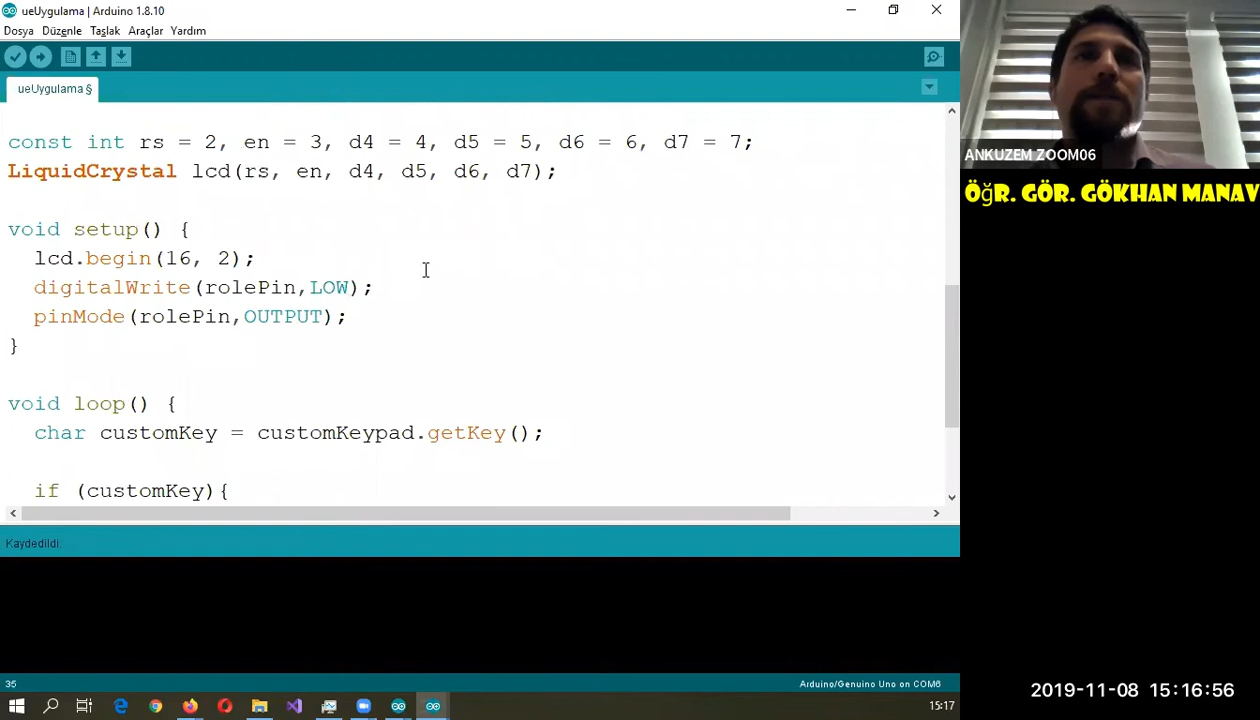 ueUygulama | Arduino 1.8.10
Dosya Düzenle Taslak Araçlar Yardım
ueUygulama §
const int rs = 2, en = 3, d4 = 4, d5 = 5, d6 = 6, d7 = 7;
LiquidCrystal lcd(rs, en, d4, d5, d6, d7);
void setup() {
lcd.begin(16, 2);
digitalWrite(rolePin,LOW);
pinMode(rolePin,OUTPUT);
}
void loop() {
char customKey = customKeypad.getKey();
if (customKey){
Kaydedildi.
35
Arduino/Genuino Uno on COM6
15:17
ANKUZEM ZOOM06
ÖĞR. GÖR. GÖKHAN MANAV
2019-11-08 15:16:56